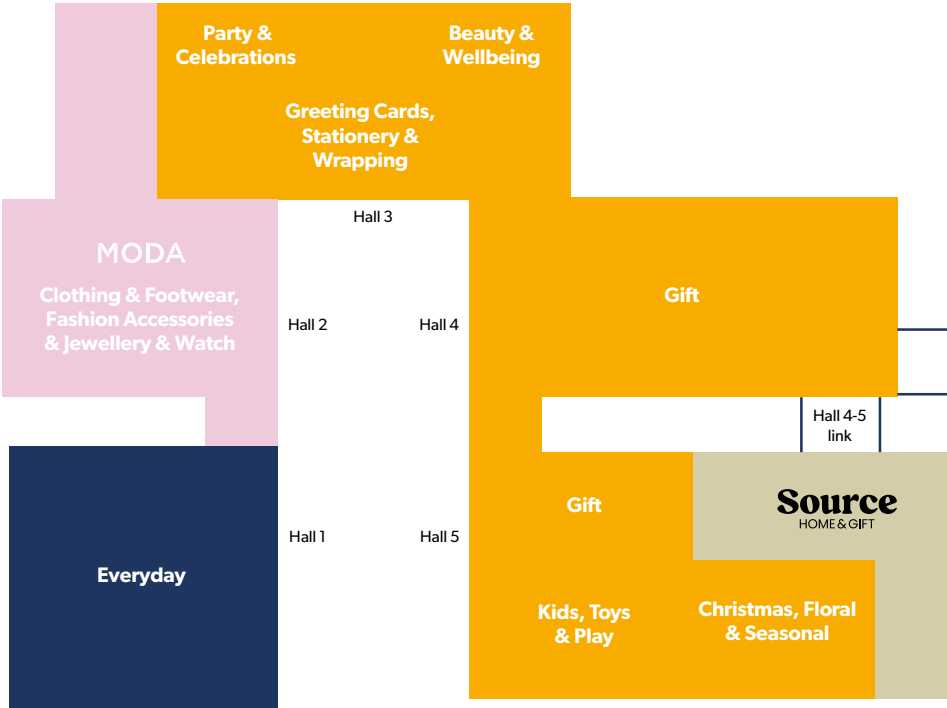 Party &
Celebrations
Beauty &
Wellbeing
Greeting Cards,
Stationery &
Wrapping
Hall 3
MODA
Clothing & Footwear,
Fashion Accessories
& Jewellery & Watch
Hall 2
Hall 4
Gift
Hall 4-5
link
Gift
Source
HOME & GIFT
Hall 1
Hall 5
Everyday
Kids, Toys
& Play
Christmas, Floral
& Seasonal